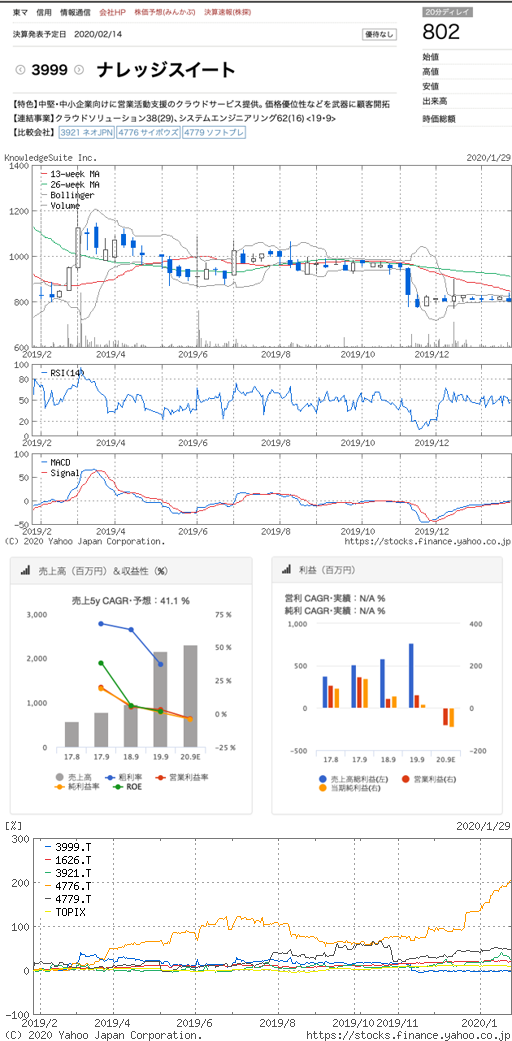 東マ 信用 情報通信 会社HP 株価予想(みんかぶ) 決算速報(株探)
20分ディレイ
決算発表予定日 2020/02/14 優待なし
802
3999 ナレッジスイート
始値
高値
安値
出来高
時価総額
【特色】中堅・中小企業向けに営業活動支援のクラウドサービス提供。価格優位性などを武器に顧客開拓
【連結事業】クラウドソリューション38(29)、システムエンジニアリング62(16) <19・9>
【比較会社】 3921 ネオJPN 4776 サイボウズ 4779 ソフトブレ
KnowledgeSuite Inc. 2020/1/29
1400
13-week MA
26-week MA
Bollinger
Volume
1200
1000
800
600
2019/2 2019/4 2019/6 2019/8 2019/10 2019/12
100
RSI(14)
80
50
20
0
2019/2 2019/4 2019/6 2019/8 2019/10 2019/12
100
MACD
Signal
50
0
-50
2019/2 2019/4 2019/6 2019/8 2019/10 2019/12
(C) 2020 Yahoo Japan Corporation. https://stocks.finance.yahoo.co.jp
売上高（百万円）＆収益性（%）
売上5y CAGR・予想：41.1 %
3,000 75 %
2,000 50 %
25 %
1,000 0 %
0 -25 %
17.8 17.9 18.9 19.9 20.9E
売上高 粗利率 営業利益率
純利益率 ROE
利益（百万円）
営利 CAGR・実績：N/A %
純利 CAGR・実績：N/A %
1,000 400
500 200
0 0
-500 -200
17.8 17.9 18.9 19.9 20.9E
売上高総利益(左) 営業利益(右)
当期純利益(右)
[%] 2020/1/29
300
3999.T
1626.T
3921.T
4776.T
4779.T
TOPIX
200
100
0
-100
2019/2 2019/4 2019/6 2019/8 2019/10 2019/11 2020/1
(C) 2020 Yahoo Japan Corporation. https://stocks.finance.yahoo.co.jp